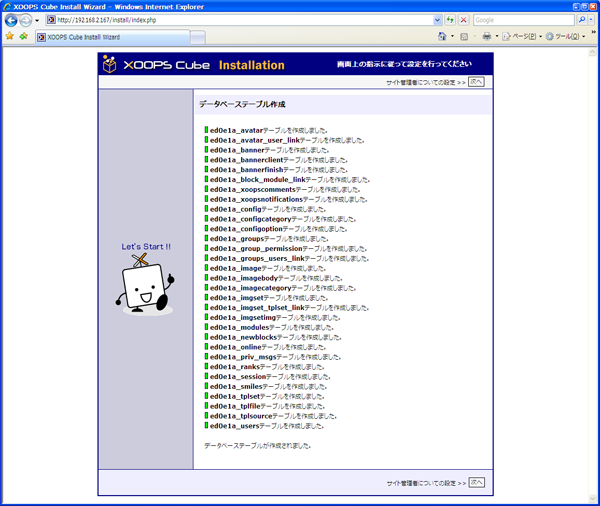 XOOPS Cube Install Wizard - Windows Internet Explorer
http://192.168.2.167/install/index.php
Google
XOOPS Cube Install Wizard
ページ(P)
ツール(O)
XOOPS Cube Installation
画面上の指示に従って設定を行ってください
サイト管理者についての設定 >> 次へ
データベーステーブル作成
ed0e1a_avatarテーブルを作成しました。
ed0e1a_avatar_user_linkテーブルを作成しました。
ed0e1a_bannerテーブルを作成しました。
ed0e1a_bannerclientテーブルを作成しました。
ed0e1a_bannerfinishテーブルを作成しました。
ed0e1a_block_module_linkテーブルを作成しました。
ed0e1a_xoopscommentsテーブルを作成しました。
ed0e1a_xoopsnotificationsテーブルを作成しました。
ed0e1a_configテーブルを作成しました。
ed0e1a_configcategoryテーブルを作成しました。
ed0e1a_configoptionテーブルを作成しました。
ed0e1a_groupsテーブルを作成しました。
ed0e1a_group_permissionテーブルを作成しました。
ed0e1a_groups_users_linkテーブルを作成しました。
ed0e1a_imageテーブルを作成しました。
ed0e1a_imagebodyテーブルを作成しました。
ed0e1a_imagecategoryテーブルを作成しました。
ed0e1a_imgsetテーブルを作成しました。
ed0e1a_imgset_tplset_linkテーブルを作成しました。
ed0e1a_imgsetimgテーブルを作成しました。
ed0e1a_modulesテーブルを作成しました。
ed0e1a_newblocksテーブルを作成しました。
ed0e1a_onlineテーブルを作成しました。
ed0e1a_priv_msgsテーブルを作成しました。
ed0e1a_ranksテーブルを作成しました。
ed0e1a_sessionテーブルを作成しました。
ed0e1a_smilesテーブルを作成しました。
ed0e1a_tplsetテーブルを作成しました。
ed0e1a_tplfileテーブルを作成しました。
ed0e1a_tplsourceテーブルを作成しました。
ed0e1a_usersテーブルを作成しました。
データベーステーブルが作成されました。
Let's Start !!
サイト管理者についての設定 >> 次へ